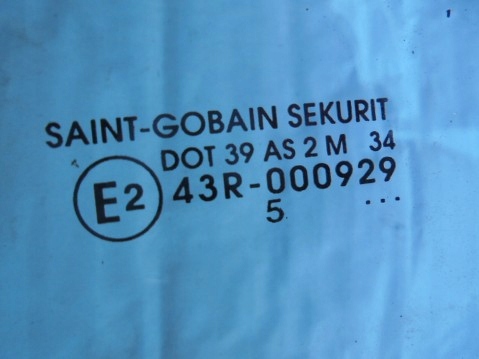 SAINT-GOBAIN SEKURIT
DOT 39 AS 2 M 34
E2 43R-000929
5 ...